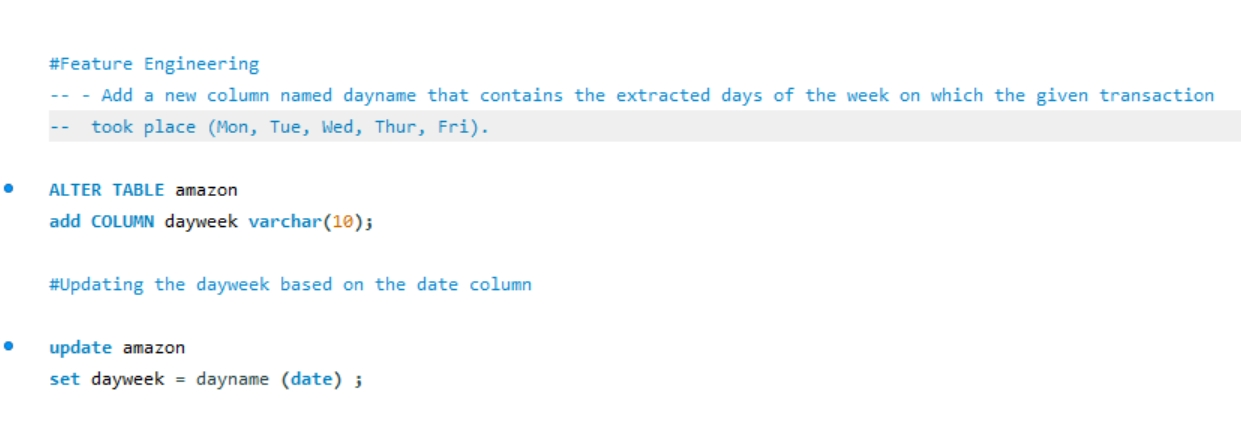 #Feature Engineering
-- - Add a new column named dayname that contains the extracted days of the week on which the given transaction
--  took place (Mon, Tue, Wed, Thur, Fri).
ALTER TABLE amazon
add COLUMN dayweek varchar(10);
#Updating the dayweek based on the date column
update amazon
set dayweek = dayname (date) ;